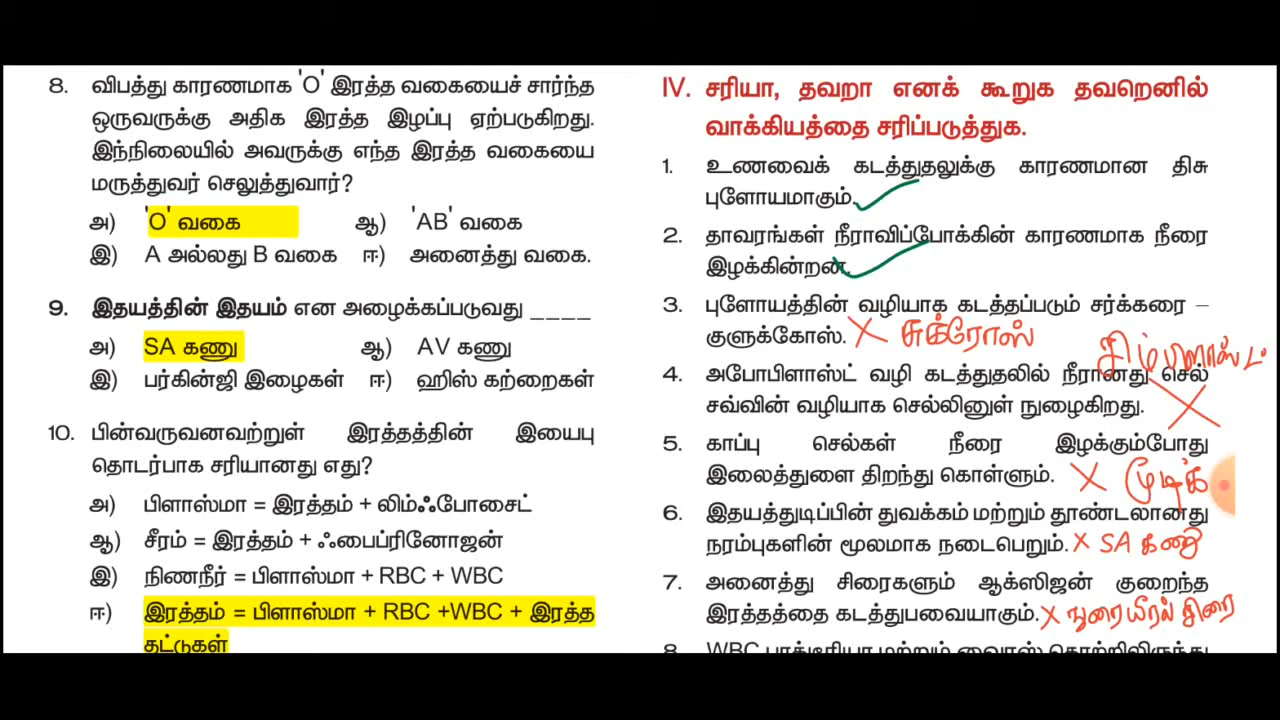 8. விபத்து காரணமாக 'O' இரத்த வகையைச் சார்ந்த
ஒருவருக்கு அதிக இரத்த இழப்பு ஏற்படுகிறது.
இந்நிலையில் அவருக்கு எந்த இரத்த வகையை
மருத்துவர் செலுத்துவார்?
அ) 'O' வகை ஆ) 'AB' வகை
இ) A அல்லது B வகை ஈ) அனைத்து வகை.
9. இதயத்தின் இதயம் என அழைக்கப்படுவது ____
அ) SA கணு ஆ) AV கணு
இ) பர்கின்ஜி இழைகள் ஈ) ஹிஸ் கற்றைகள்
10. பின்வருவனவற்றுள் இரத்தத்தின் இயைபு
தொடர்பாக சரியானது எது?
அ) பிளாஸ்மா = இரத்தம் + லிம்ஃபோசைட்
ஆ) சீரம் = இரத்தம் + ஃபைப்ரினோஜன்
இ) நிணநீர் = பிளாஸ்மா + RBC + WBC
ஈ) இரத்தம் = பிளாஸ்மா + RBC +WBC + இரத்த
தட்டுகள்
IV. சரியா, தவறா எனக் கூறுக தவறெனில்
வாக்கியத்தை சரிப்படுத்துக.
1. உணவைக் கடத்துதலுக்கு காரணமான திசு
புளோயமாகும்.
2. தாவரங்கள் நீராவிப்போக்கின் காரணமாக நீரை
இழக்கின்றன.
3. புளோயத்தின் வழியாக கடத்தப்படும் சர்க்கரை –
குளுக்கோஸ். × சுக்ரோஸ்
சிம்பிளாஸ்ட்
4. அபோபிளாஸ்ட் வழி கடத்துதலில் நீரானது செல்
சவ்வின் வழியாக செல்லினுள் நுழைகிறது. ×
5. காப்பு செல்கள் நீரை இழக்கும்போது
இலைத்துளை திறந்து கொள்ளும். × மூடிக்
6. இதயத்துடிப்பின் துவக்கம் மற்றும் தூண்டலானது
நரம்புகளின் மூலமாக நடைபெறும். × SA கணு
7. அனைத்து சிரைகளும் ஆக்ஸிஜன் குறைந்த
இரத்தத்தை கடத்துபவையாகும். × நுரையீரல் சிரை
8. WBC பாக்டீரியா மற்றும் வைரஸ் தொற்றிலிருந்து